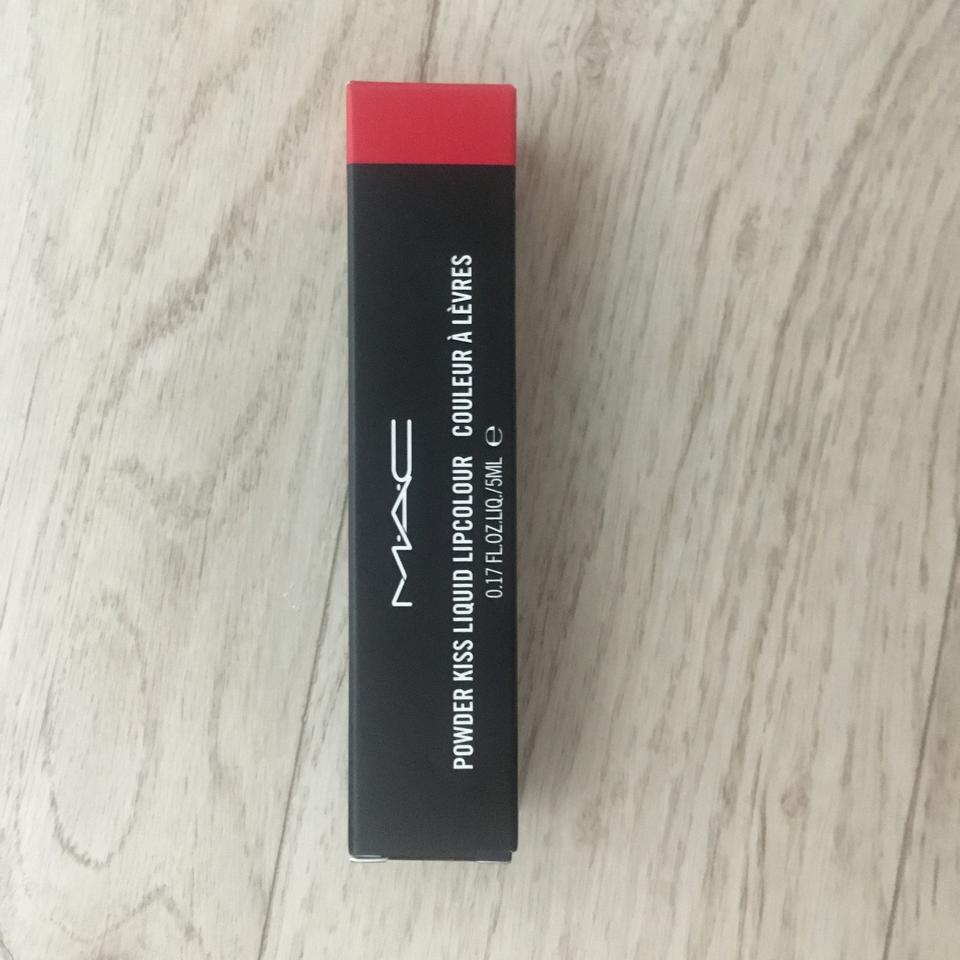 M·A·C
POWDER KISS LIQUID LIPCOLOUR COULEUR À LÈVRES
0.17 FL.OZ.LIQ./5ML ℮